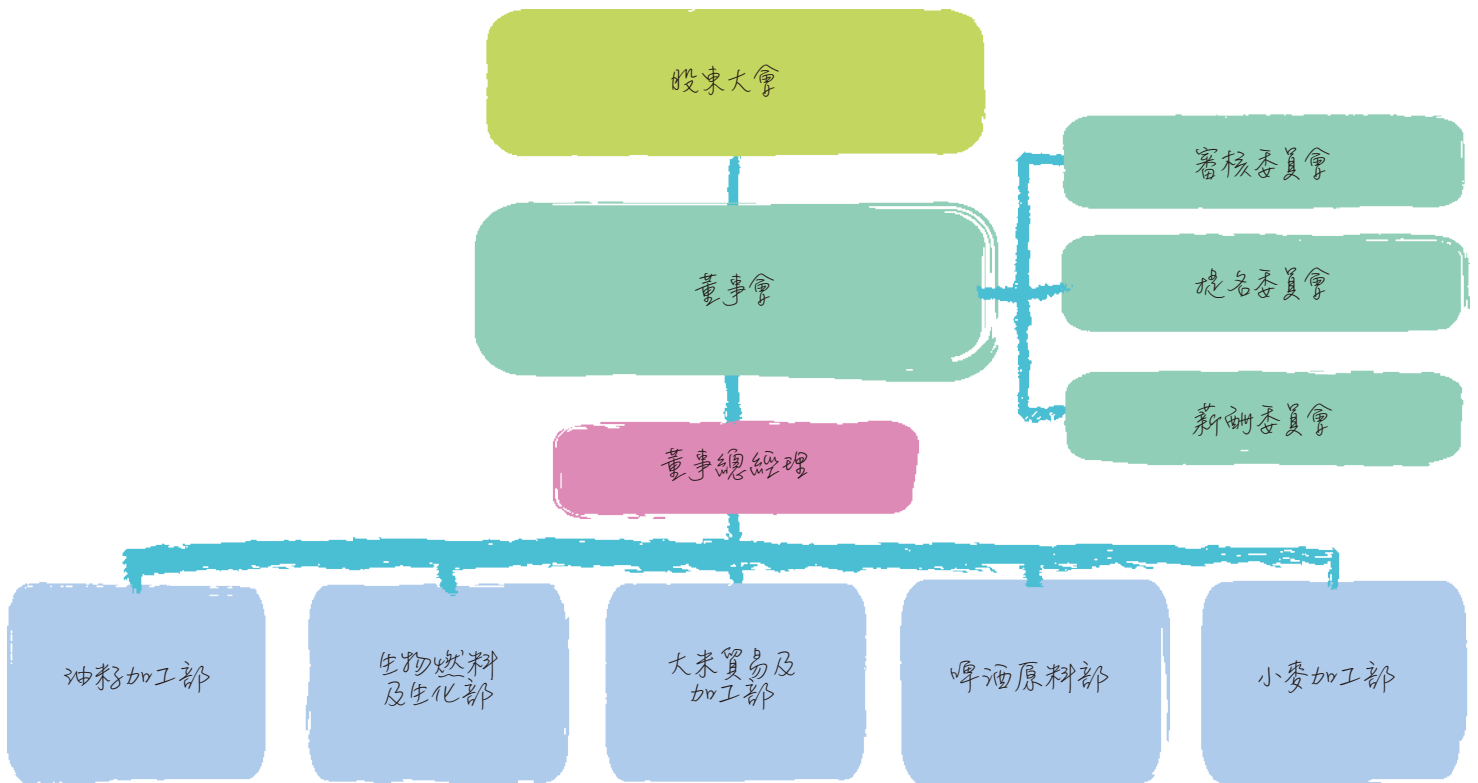 股東大會
審核委員會
提名委員會
董事會
薪酬委員會
董事總經理
油籽加工部
生物燃料
及生化部
大米貿易及
加工部
啤酒原料部
小麥加工部